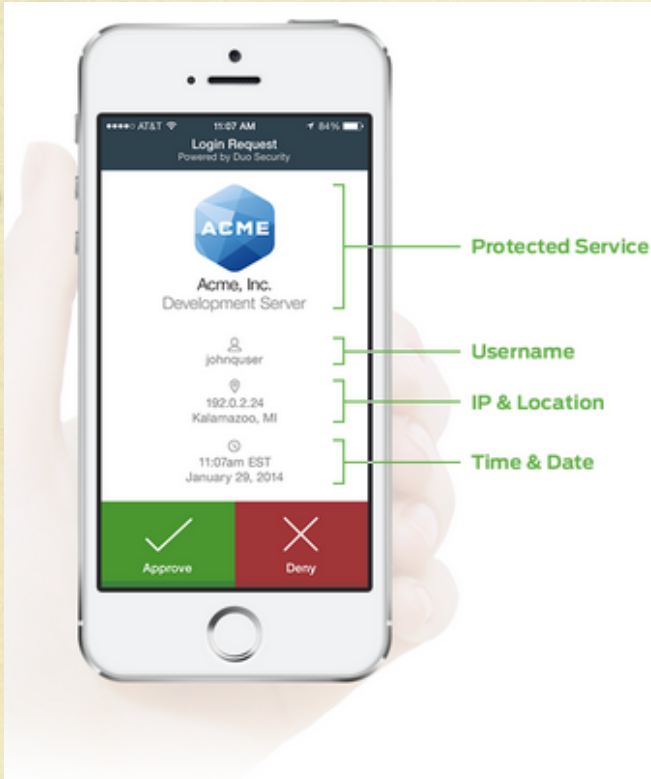 AT&T 11:07 AM 84%
Login Request
Powered by Duo Security
ACME
Acme, Inc.
Development Server
Protected Service
johnquser
Username
192.0.2.24
Kalamazoo, MI
IP & Location
11:07am EST
January 29, 2014
Time & Date
Approve Deny